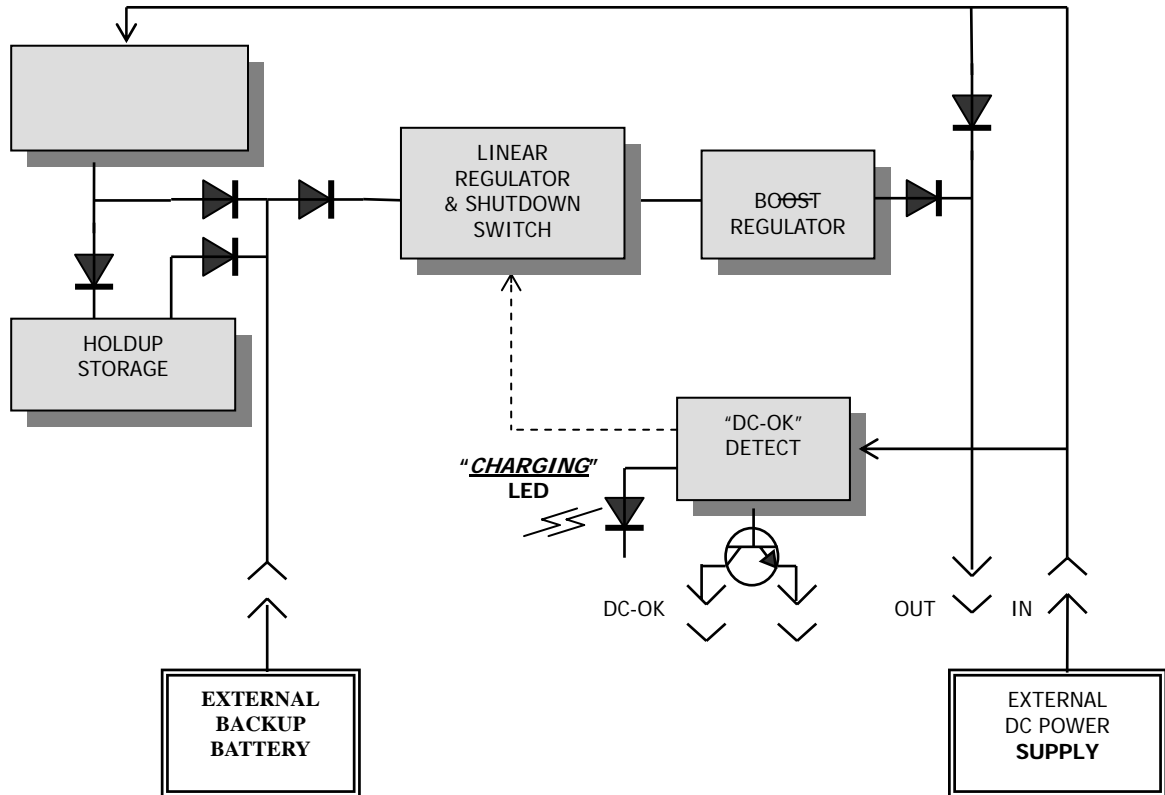 LINEAR
REGULATOR
& SHUTDOWN
SWITCH
BOOST
REGULATOR
HOLDUP
STORAGE
“DC-OK”
DETECT
“CHARGING”
LED
DC-OK
OUT
IN
EXTERNAL
BACKUP
BATTERY
EXTERNAL
DC POWER
SUPPLY